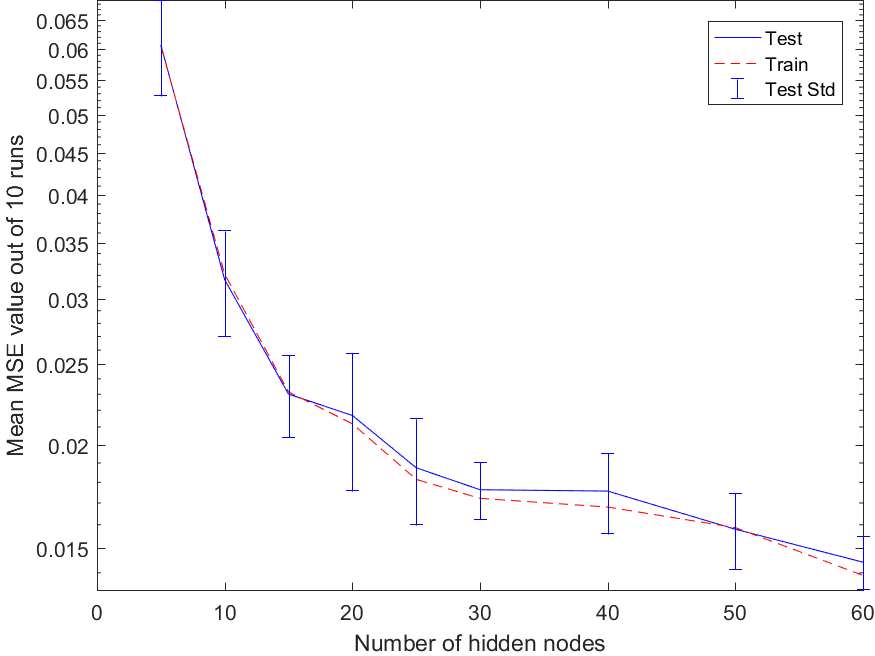 0.065
0.06
0.055
0.05
0.045
0.04
0.035
0.03
0.025
0.02
0.015
Mean MSE value out of 10 runs
Test
Train
Test Std
0 10 20 30 40 50 60
Number of hidden nodes